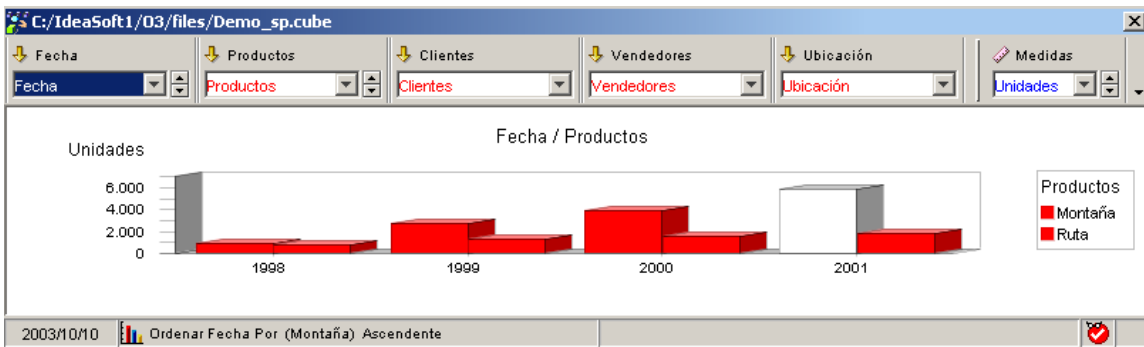 C:/IdeaSoft1/O3/files/Demo_sp.cube
Fecha Productos Clientes Vendedores Ubicación Medidas
Fecha Productos Clientes Vendedores Ubicación Unidades
Fecha / Productos
Unidades
6.000
4.000
2.000
0
1998 1999 2000 2001
Productos
Montaña
Ruta
2003/10/10 Ordenar Fecha Por (Montaña) Ascendente